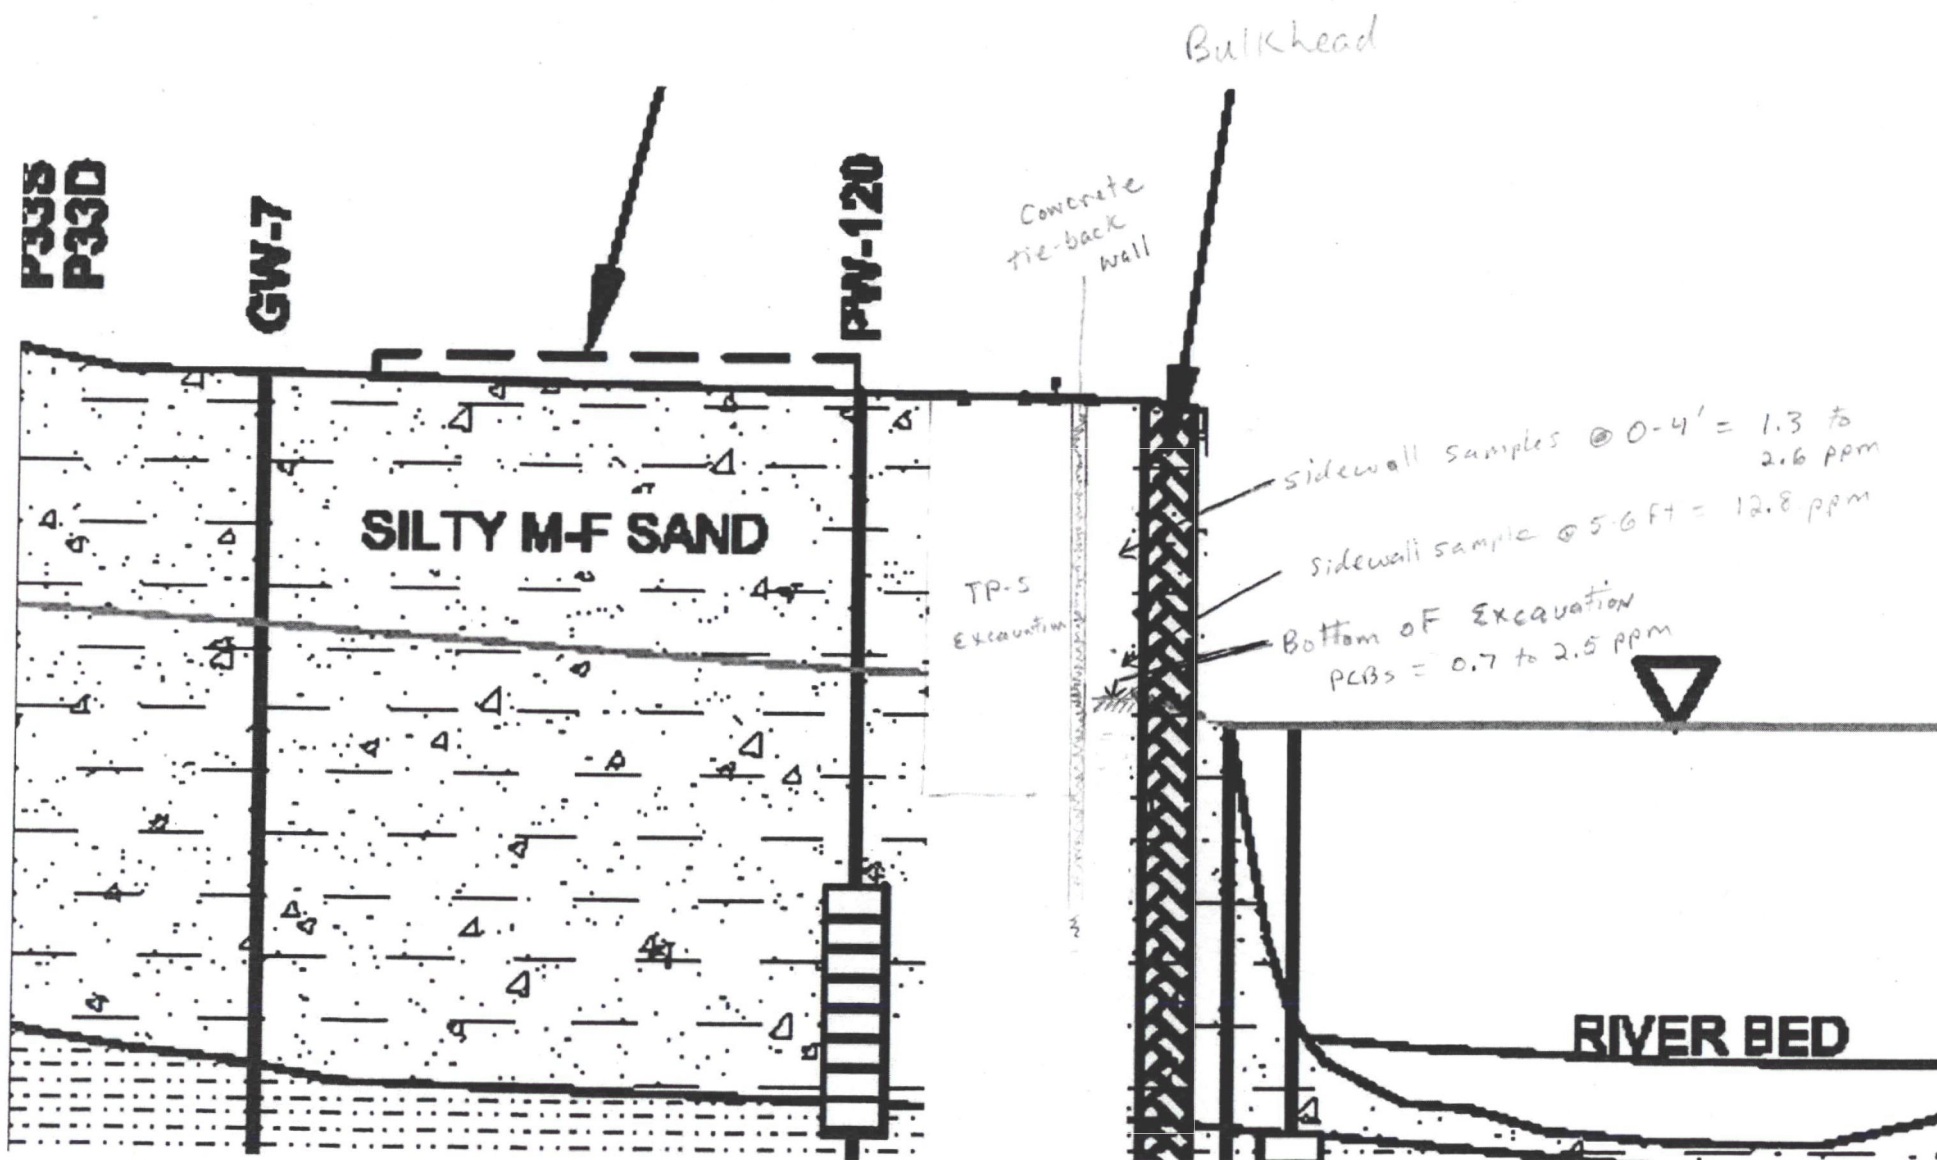 Bulkhead
P33S
P33D
GW-7
PW-120
Concrete
tie-back
wall
sidewall samples @ 0-4' = 1.3 to
2.6 ppm
SILTY M-F SAND
Sidewall sample @ 5-6 Ft = 12.8 ppm
TP-5
Excavation
Bottom of Excavation
PCBs = 0.7 to 2.5 ppm
RIVER BED